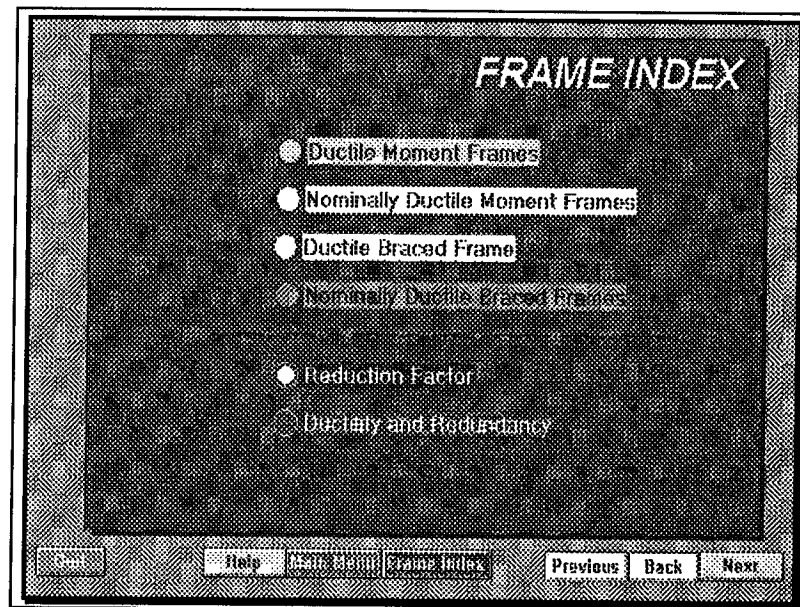 FRAME INDEX
Ductile Moment Frames
Nominally Ductile Moment Frames
Ductile Braced Frame
Nominally Ductile Braced Frames
Reduction Factor
Ductility and Redundancy
Quit Help Main Menu Frame Index Previous Back Next